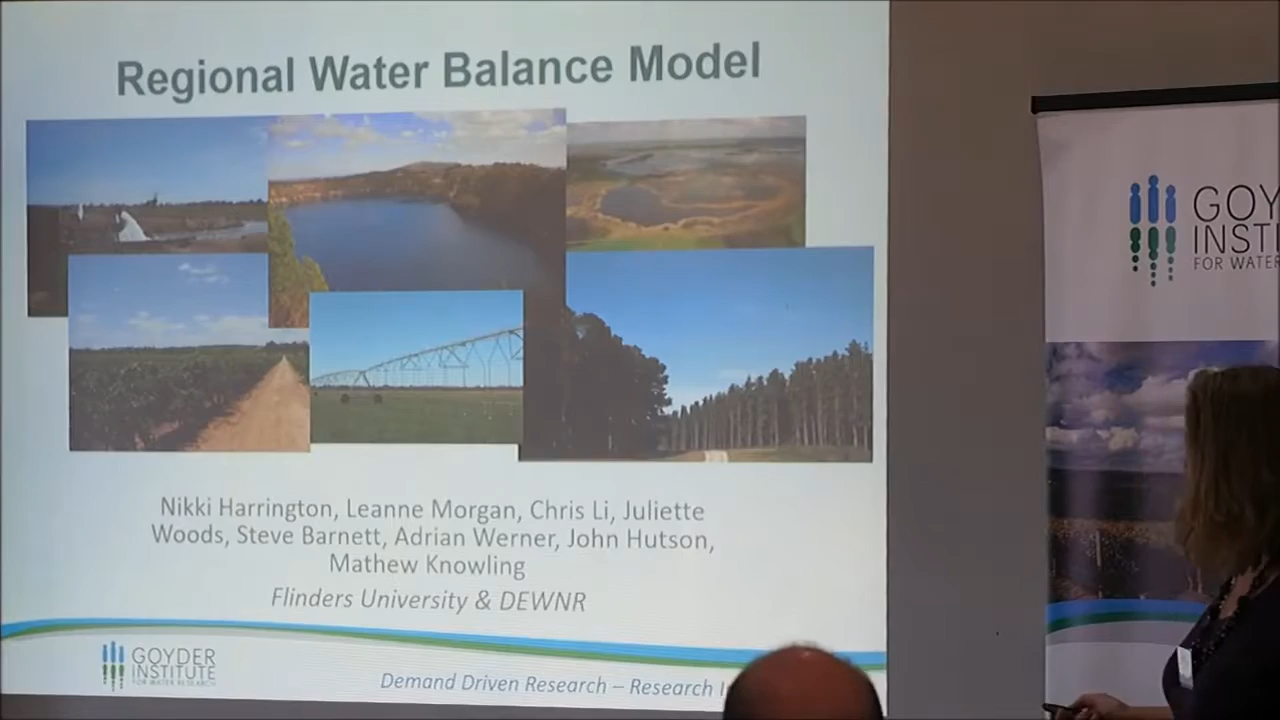 Regional Water Balance Model
Nikki Harrington, Leanne Morgan, Chris Li, Juliette
Woods, Steve Barnett, Adrian Werner, John Hutson,
Mathew Knowling
Flinders University & DEWNR
GOYDER
INSTITUTE
FOR WATER RESEARCH
Demand Driven Research – Research
GOY
INST
FOR WATER